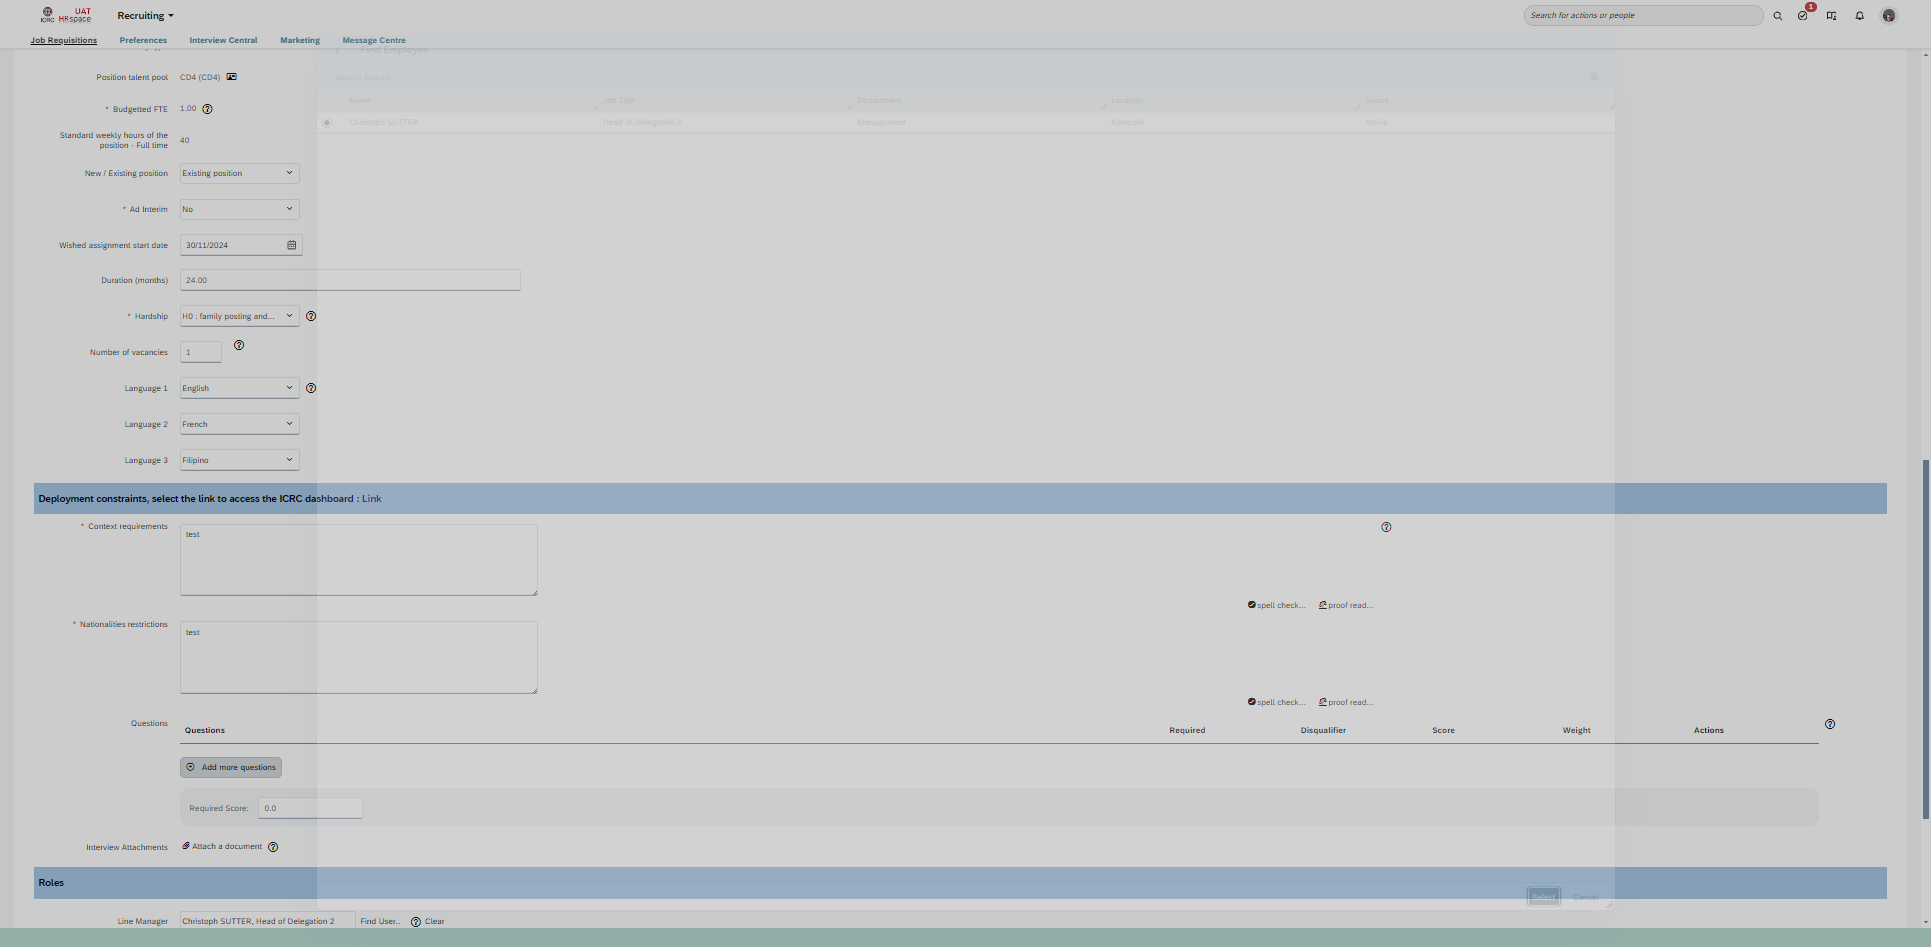 ICRC UAT HRspace Recruiting Search for actions or people 1
Job Requisitions Preferences Interview Central Marketing Message Centre
Find Employee
Position talent pool CD4 (CD4)
Search Results
Name Job Title Department Location Status
* Budgetted FTE 1.00
Christoph SUTTER Head of Delegation 2 Management Kampala Active
Standard weekly hours of the
position - Full time 40
New / Existing position Existing position
* Ad Interim No
Wished assignment start date 30/11/2024
Duration (months) 24.00
* Hardship H0 : family posting and...
Number of vacancies 1
Language 1 English
Language 2 French
Language 3 Filipino
Deployment constraints, select the link to access the ICRC dashboard : Link
* Context requirements test
spell check... proof read...
* Nationalities restrictions test
spell check... proof read...
Questions Questions Required Disqualifier Score Weight Actions
Add more questions
Required Score: 0.0
Interview Attachments Attach a document
Roles
Select Cancel
Line Manager Christoph SUTTER, Head of Delegation 2 Find User.. Clear